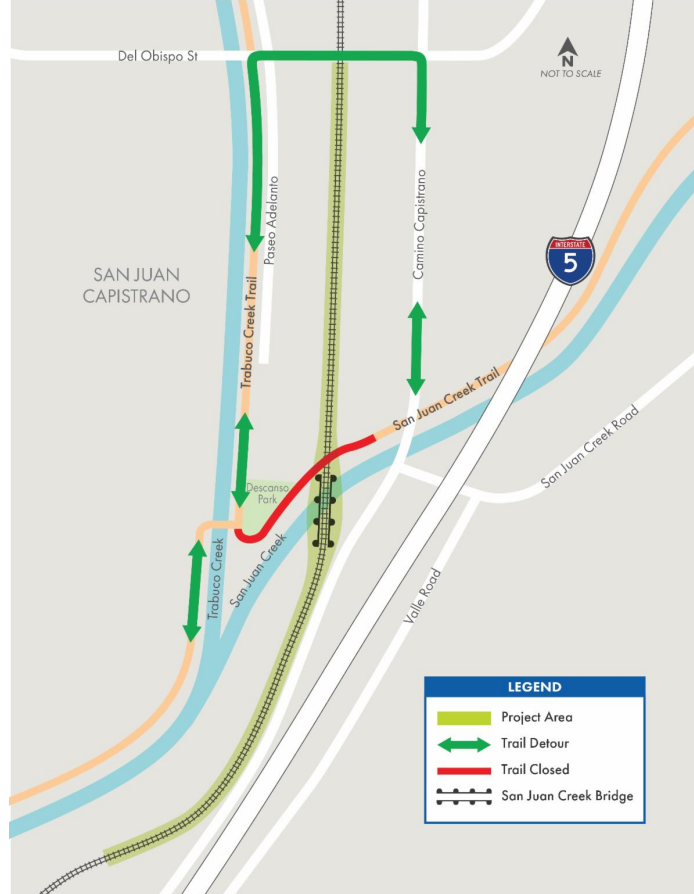 Del Obispo St
N
NOT TO SCALE
Paseo Adelanto
Camino Capistrano
INTERSTATE
5
SAN JUAN
CAPISTRANO
Trabuco Creek Trail
San Juan Creek Trail
San Juan Creek Road
Descanso
Park
San Juan Creek
Trabuco Creek
Valle Road
LEGEND
Project Area
Trail Detour
Trail Closed
San Juan Creek Bridge